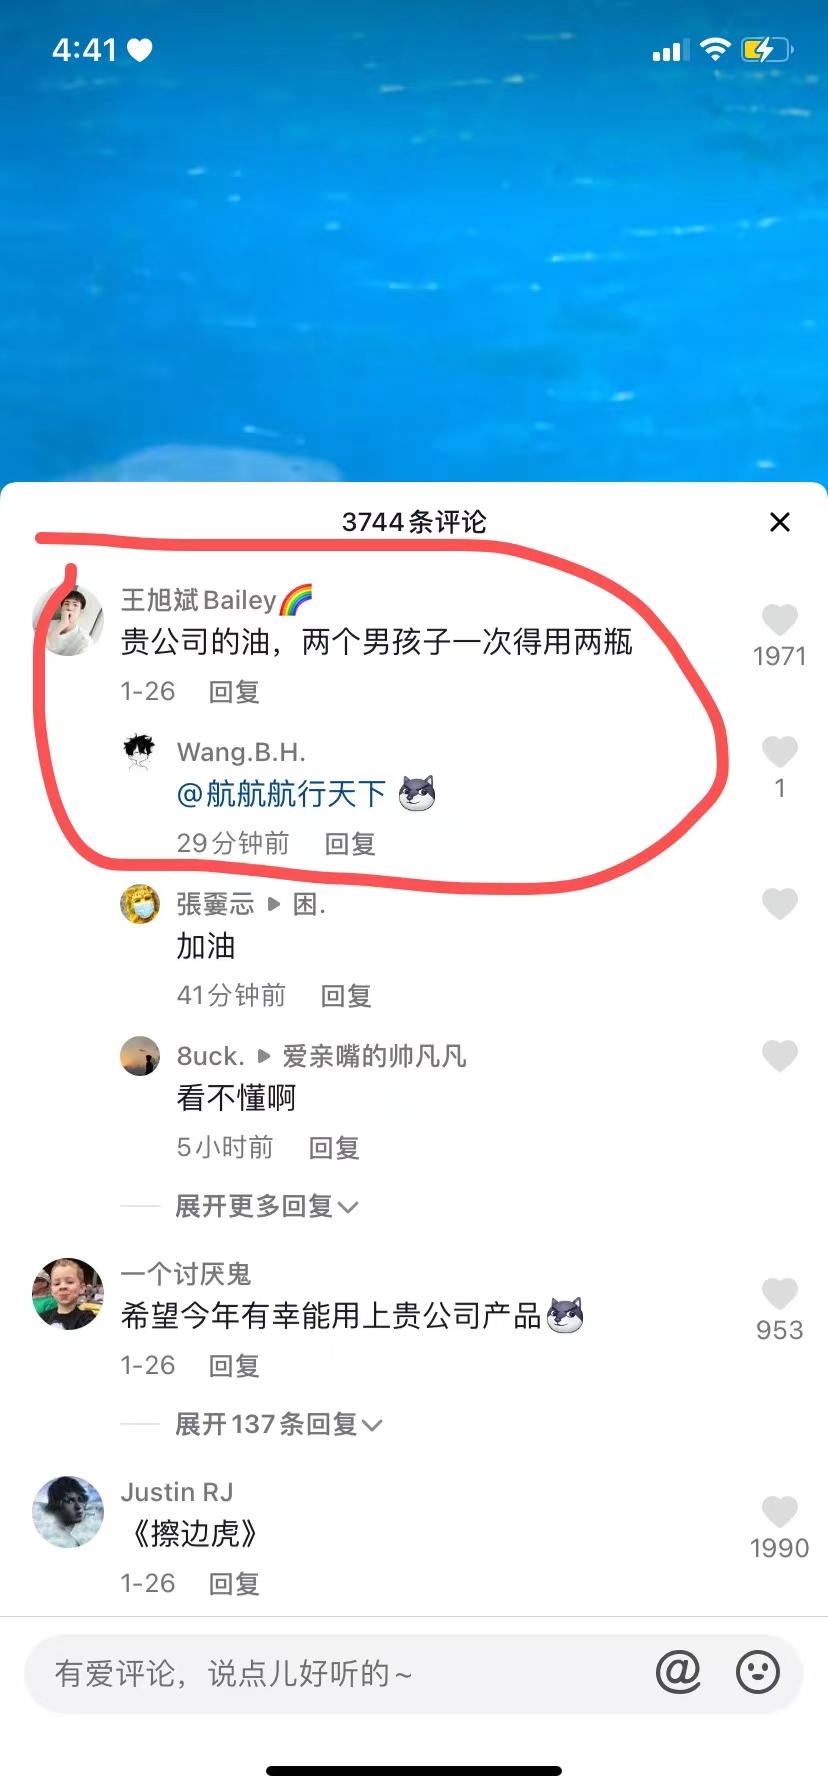 4:41
3744条评论
王旭斌Bailey🌈
贵公司的油，两个男孩子一次得用两瓶
1971
1-26 回复
Wang.B.H.
@航航航行天下
1
29分钟前 回复
困.
加油
41分钟前 回复
8uck. ▶ 爱亲嘴的帅凡凡
看不懂啊
5小时前 回复
展开更多回复
一个讨厌鬼
希望今年有幸能用上贵公司产品
953
1-26 回复
展开137条回复
Justin RJ
《擦边虎》
1990
1-26 回复
有爱评论，说点儿好听的~